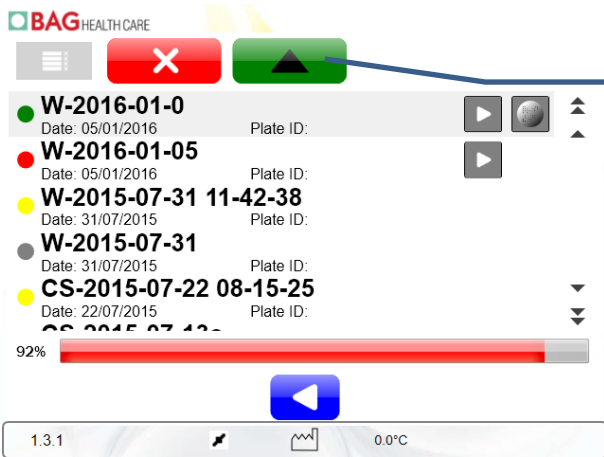 BAG HEALTH CARE
W-2016-01-0
Date: 05/01/2016 Plate ID:
W-2016-01-05
Date: 05/01/2016 Plate ID:
W-2015-07-31 11-42-38
Date: 31/07/2015 Plate ID:
W-2015-07-31
Date: 31/07/2015 Plate ID:
CS-2015-07-22 08-15-25
Date: 22/07/2015 Plate ID:
92%
1.3.1 0.0°C